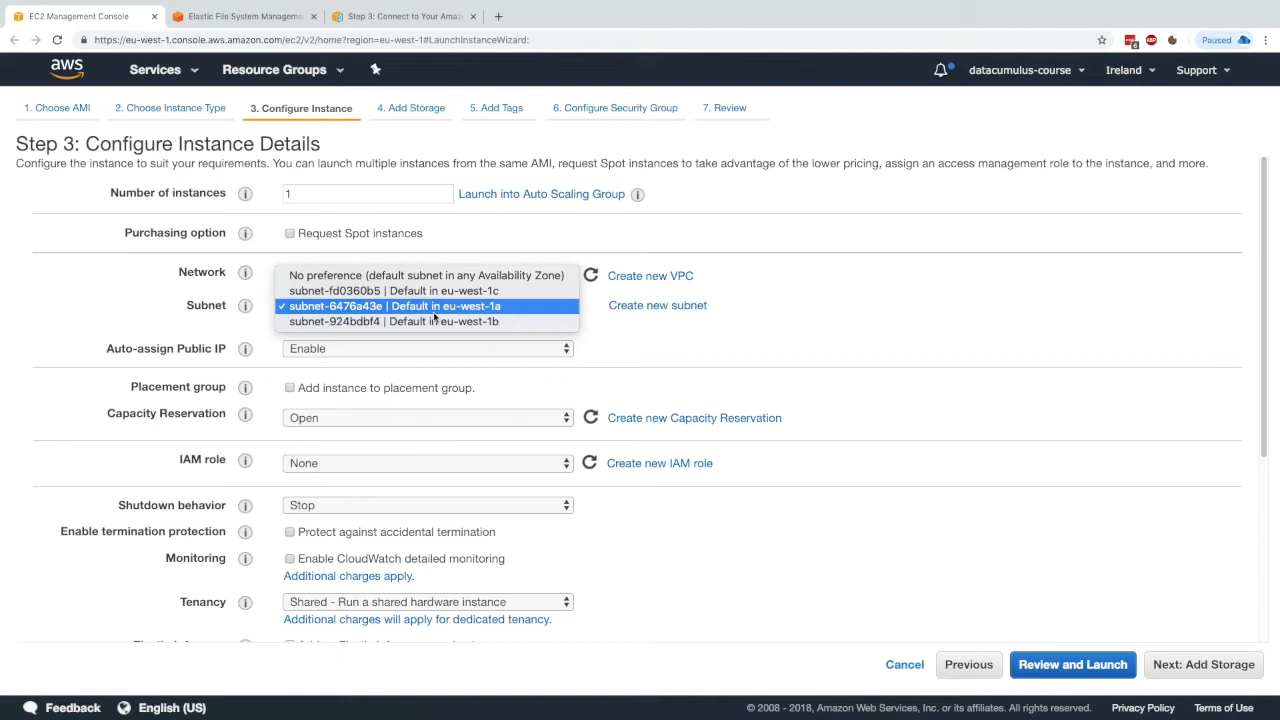 EC2 Management Console
Elastic File System Manageme
Step 3: Connect to Your Amaz
https://eu-west-1.console.aws.amazon.com/ec2/v2/home?region=eu-west-1#LaunchInstanceWizard:
6
ABP
Paused
aws
Services
Resource Groups
datacumulus-course
Ireland
Support
1. Choose AMI
2. Choose Instance Type
3. Configure Instance
4. Add Storage
5. Add Tags
6. Configure Security Group
7. Review
Step 3: Configure Instance Details
Configure the instance to suit your requirements. You can launch multiple instances from the same AMI, request Spot instances to take advantage of the lower pricing, assign an access management role to the instance, and more.
Number of instances
1
Launch into Auto Scaling Group
Purchasing option
Request Spot instances
Network
No preference (default subnet in any Availability Zone)
Create new VPC
subnet-fd0360b5 | Default in eu-west-1c
Subnet
subnet-6476a43e | Default in eu-west-1a
Create new subnet
subnet-924bdbf4 | Default in eu-west-1b
Auto-assign Public IP
Enable
Placement group
Add instance to placement group.
Capacity Reservation
Open
Create new Capacity Reservation
IAM role
None
Create new IAM role
Shutdown behavior
Stop
Enable termination protection
Protect against accidental termination
Monitoring
Enable CloudWatch detailed monitoring
Additional charges apply.
Tenancy
Shared - Run a shared hardware instance
Additional charges will apply for dedicated tenancy.
Cancel
Previous
Review and Launch
Next: Add Storage
Feedback
English (US)
© 2008 - 2018, Amazon Web Services, Inc. or its affiliates. All rights reserved.
Privacy Policy
Terms of Use